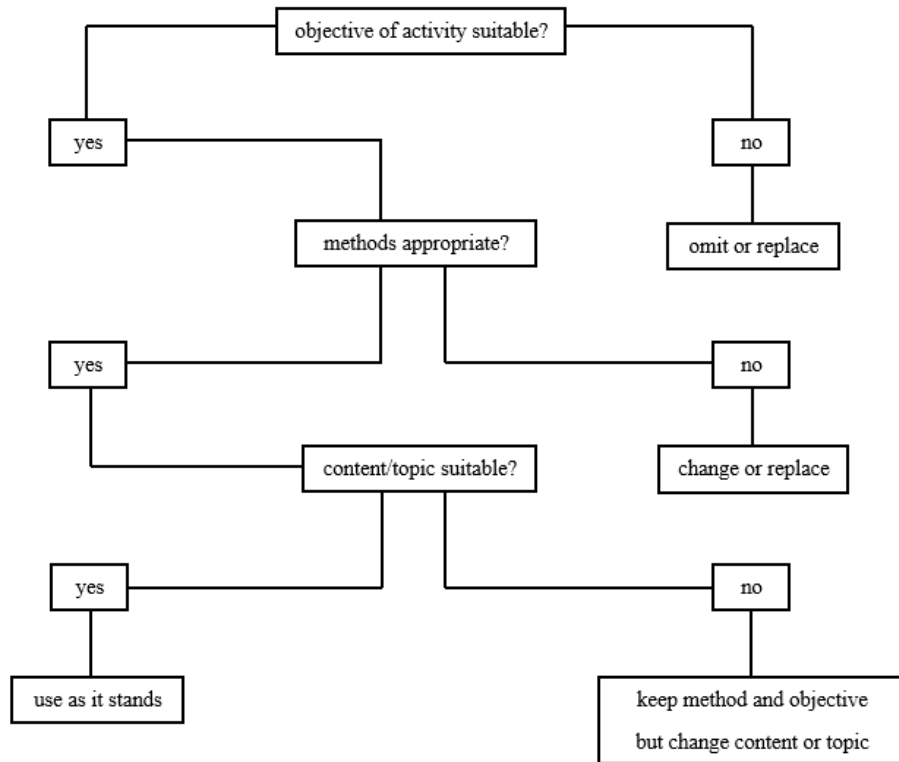 objective of activity suitable?
yes
no
methods appropriate?
omit or replace
yes
no
content/topic suitable?
change or replace
yes
no
use as it stands
keep method and objective
but change content or topic